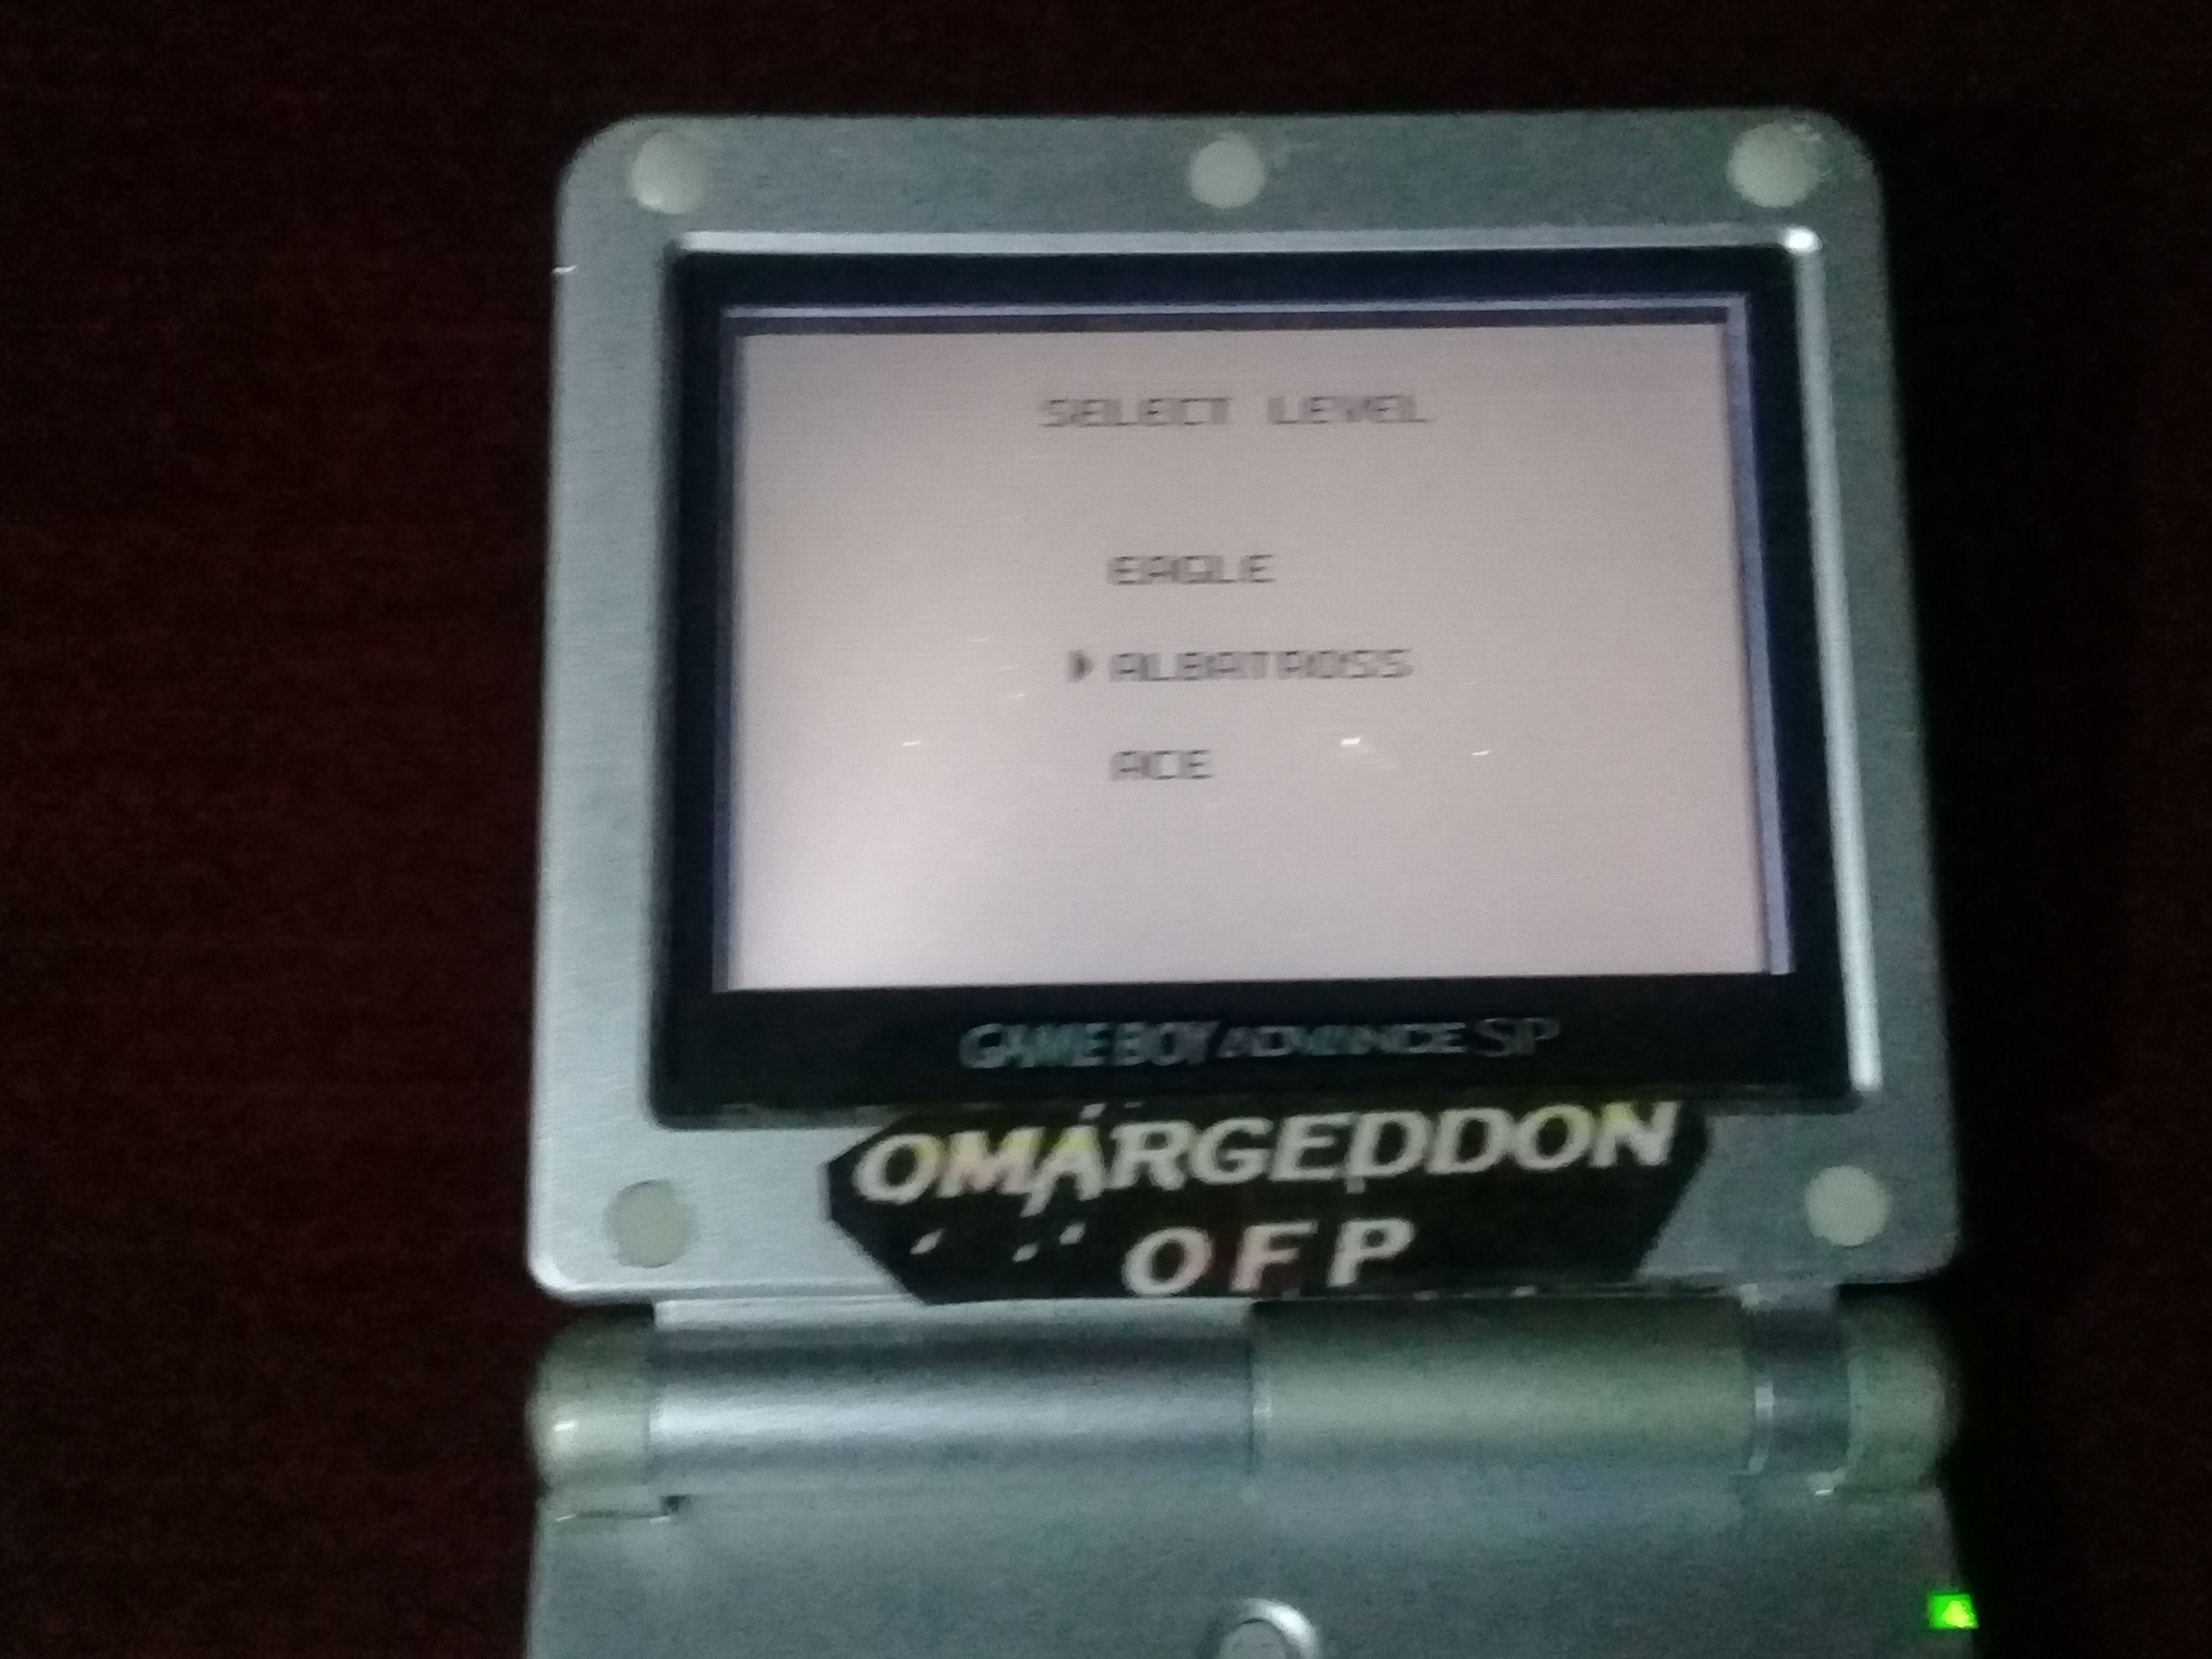 SELECT LEVEL
EAGLE
ALBATROSS
ACE
GAME BOY ADVANCE SP
OMARGEDDON
OFP